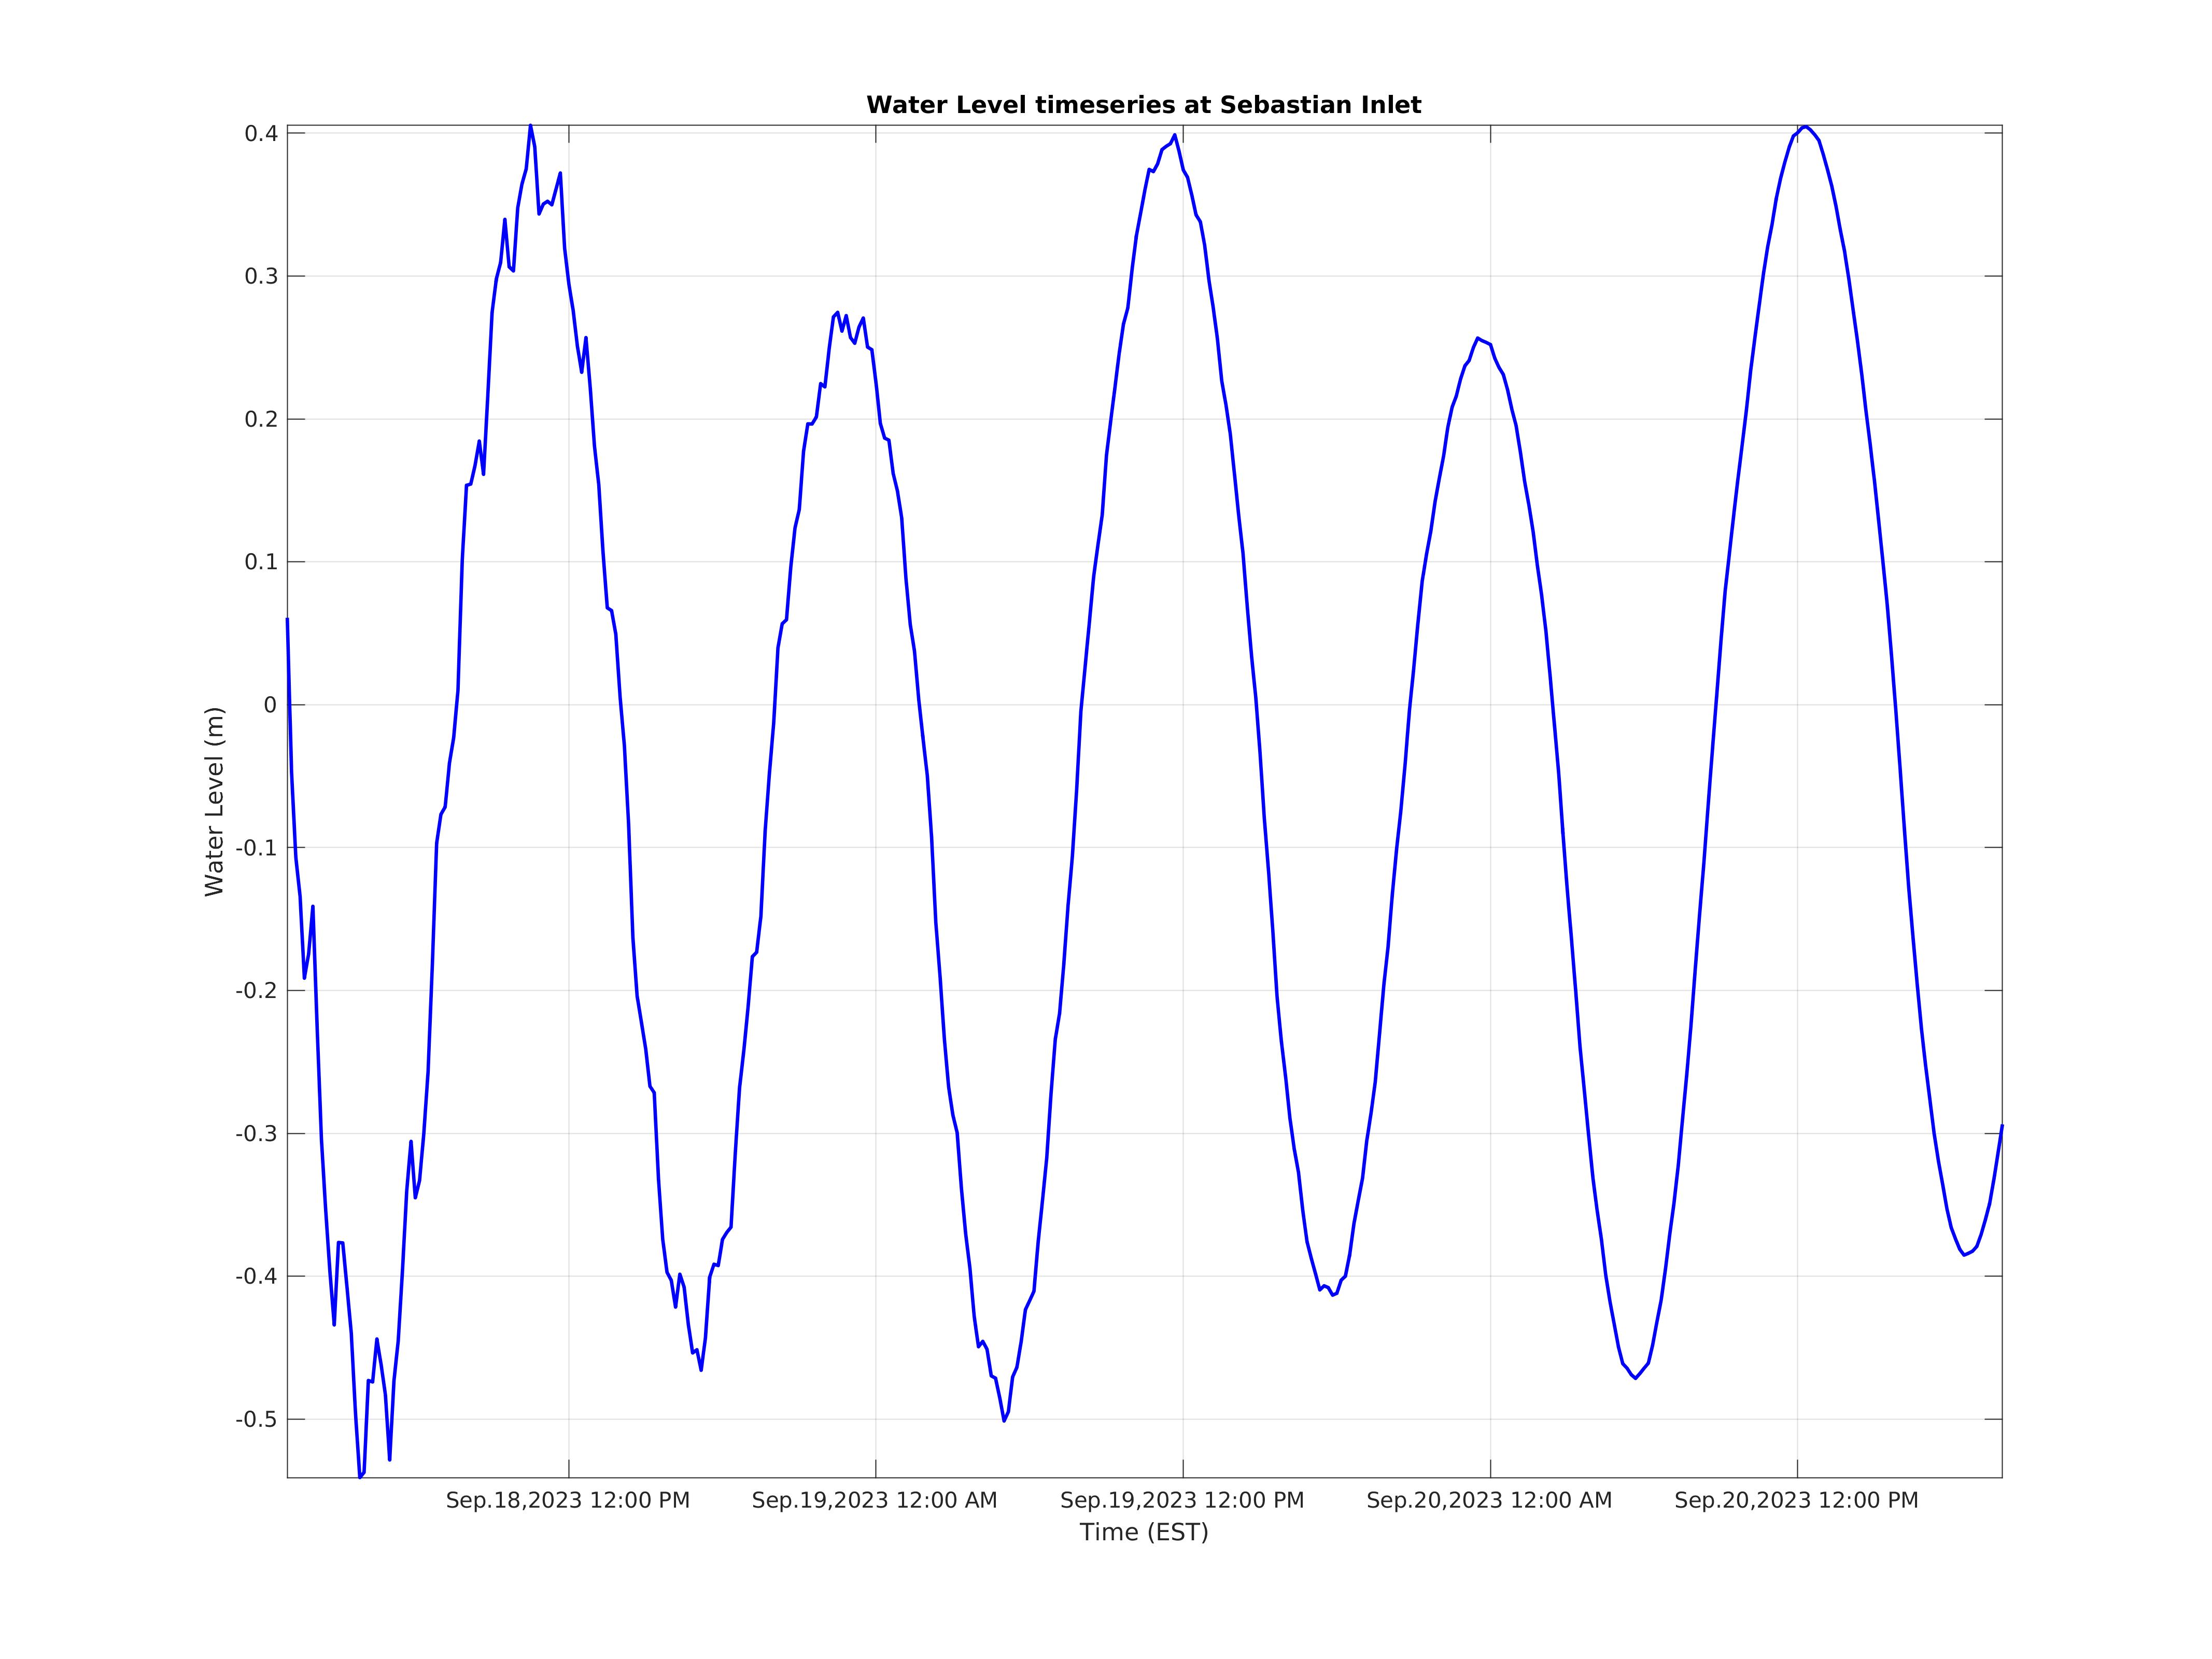 Water Level timeseries at Sebastian Inlet
0.4
0.3
0.2
0.1
0
-0.1
-0.2
-0.3
-0.4
-0.5
Water Level (m)
Sep.18,2023 12:00 PM
Sep.19,2023 12:00 AM
Sep.19,2023 12:00 PM
Sep.20,2023 12:00 AM
Sep.20,2023 12:00 PM
Time (EST)